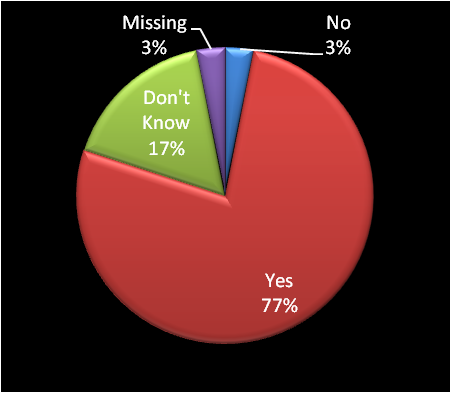 Missing
3%
No
3%
Don't
Know
17%
Yes
77%